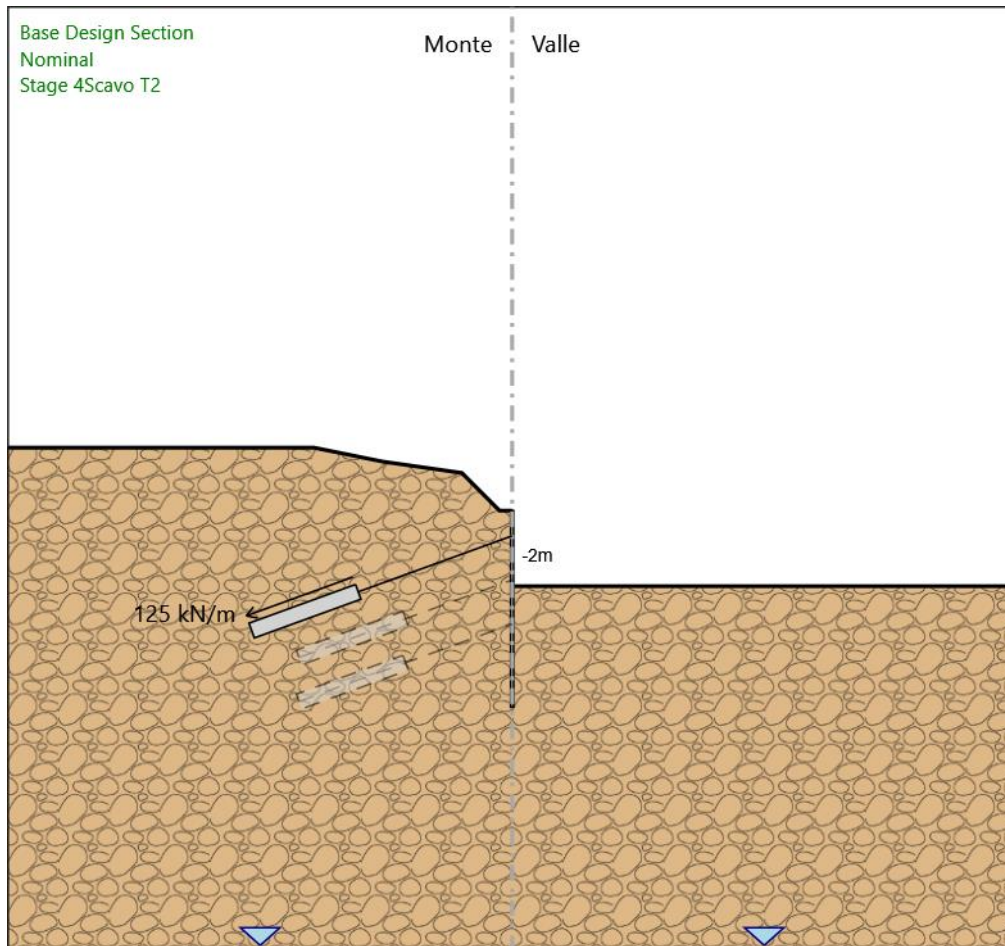 Base Design Section
Nominal
Stage 4Scavo T2
Monte
Valle
-2m
125 kN/m